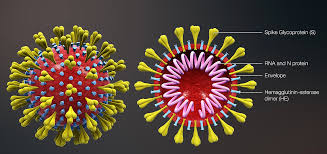 Spike Glycoprotein (S)
RNA and N protein
Envelope
Hemagglutinin-esterase
dimer (HE)